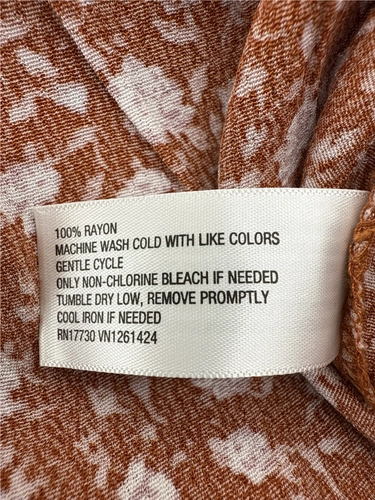 100% RAYON
MACHINE WASH COLD WITH LIKE COLORS
GENTLE CYCLE
ONLY NON-CHLORINE BLEACH IF NEEDED
TUMBLE DRY LOW, REMOVE PROMPTLY
COOL IRON IF NEEDED
RN17730 VN1261424